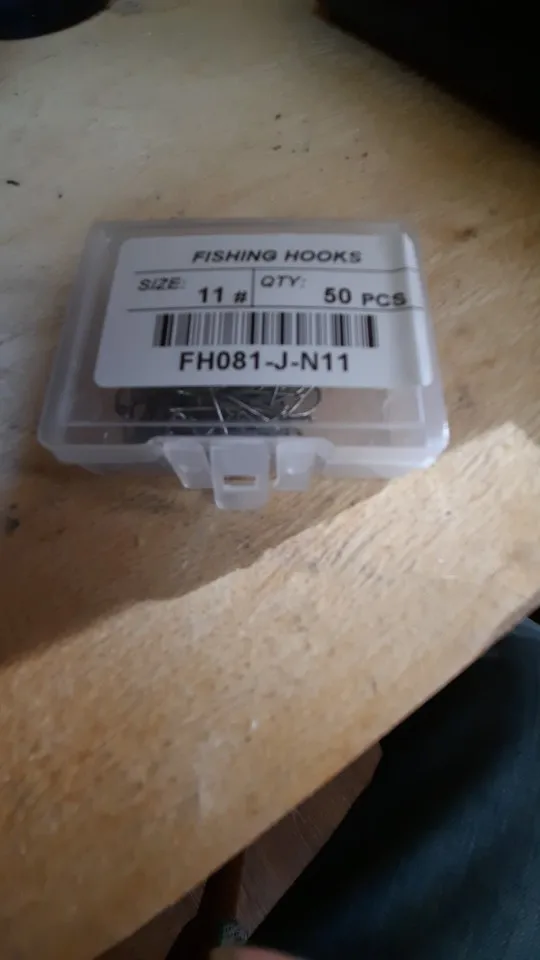 FISHING HOOKS
SIZE: 11 # QTY: 50 PCS
FH081-J-N11